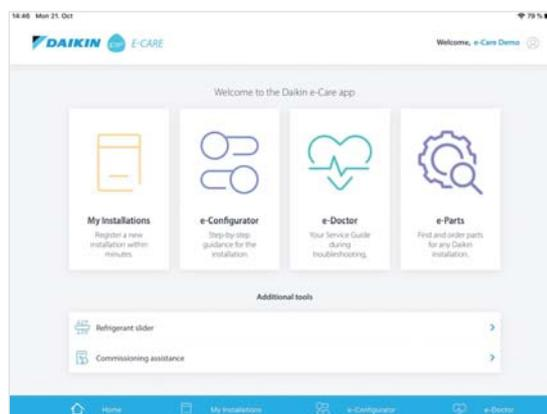 14:46 Mon 21. Oct
79 %
DAIKIN E-CARE
Welcome, e-Care Demo
Welcome to the Daikin e-Care app
My Installations
Register a new
installation within
minutes.
e-Configurator
Step-by-step
guidance for the
installation.
e-Doctor
Your Service Guide
during
troubleshooting.
e-Parts
Find and order parts
for any Daikin
installation.
Additional tools
Refrigerant slider
Commissioning assistance
Home
My Installations
e-Configurator
e-Doctor